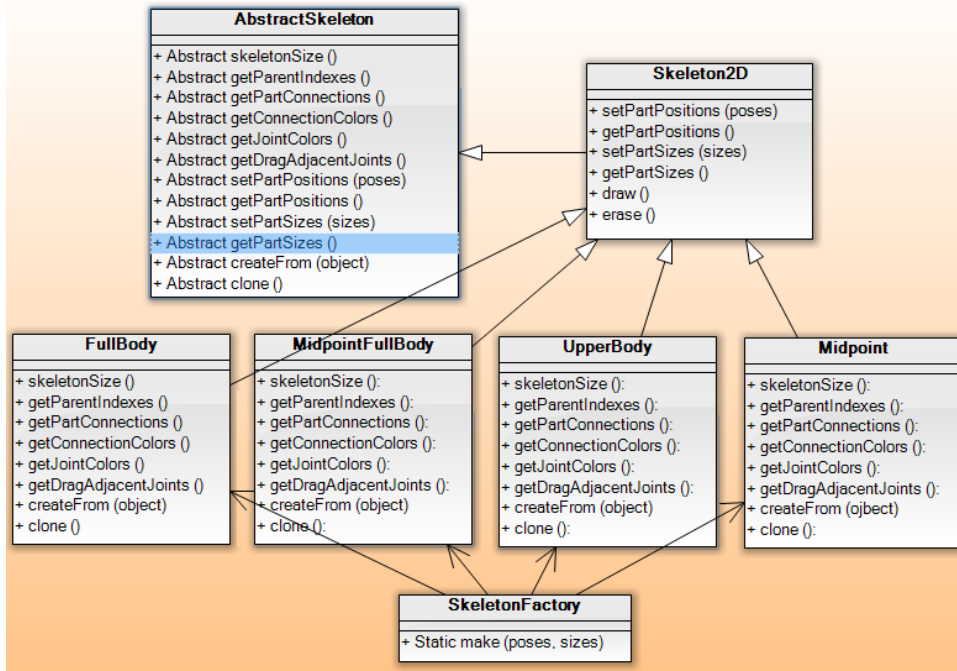 AbstractSkeleton
+ Abstract skeletonSize ()
+ Abstract getParentIndexes ()
+ Abstract getPartConnections ()
+ Abstract getConnectionColors ()
+ Abstract getJointColors ()
+ Abstract getDragAdjacentJoints ()
+ Abstract setPartPositions (poses)
+ Abstract getPartPositions ()
+ Abstract setPartSizes (sizes)
+ Abstract getPartSizes ()
+ Abstract createFrom (object)
+ Abstract clone ()
Skeleton2D
+ setPartPositions (poses)
+ getPartPositions ()
+ setPartSizes (sizes)
+ getPartSizes ()
+ draw ()
+ erase ()
FullBody
+ skeletonSize ()
+ getParentIndexes ()
+ getPartConnections ()
+ getConnectionColors ()
+ getJointColors ()
+ getDragAdjacentJoints ()
+ createFrom (object)
+ clone ()
MidpointFullBody
+ skeletonSize ():
+ getParentIndexes ():
+ getPartConnections ():
+ getConnectionColors ():
+ getJointColors ():
+ getDragAdjacentJoints ():
+ createFrom (object)
+ clone ():
UpperBody
+ skeletonSize ():
+ getParentIndexes ():
+ getPartConnections ():
+ getConnectionColors ():
+ getJointColors ():
+ getDragAdjacentJoints ():
+ createFrom (object)
+ clone ():
Midpoint
+ skeletonSize ():
+ getParentIndexes ():
+ getPartConnections ():
+ getConnectionColors ():
+ getJointColors ():
+ getDragAdjacentJoints ():
+ createFrom (ojbect)
+ clone ():
SkeletonFactory
+ Static make (poses, sizes)